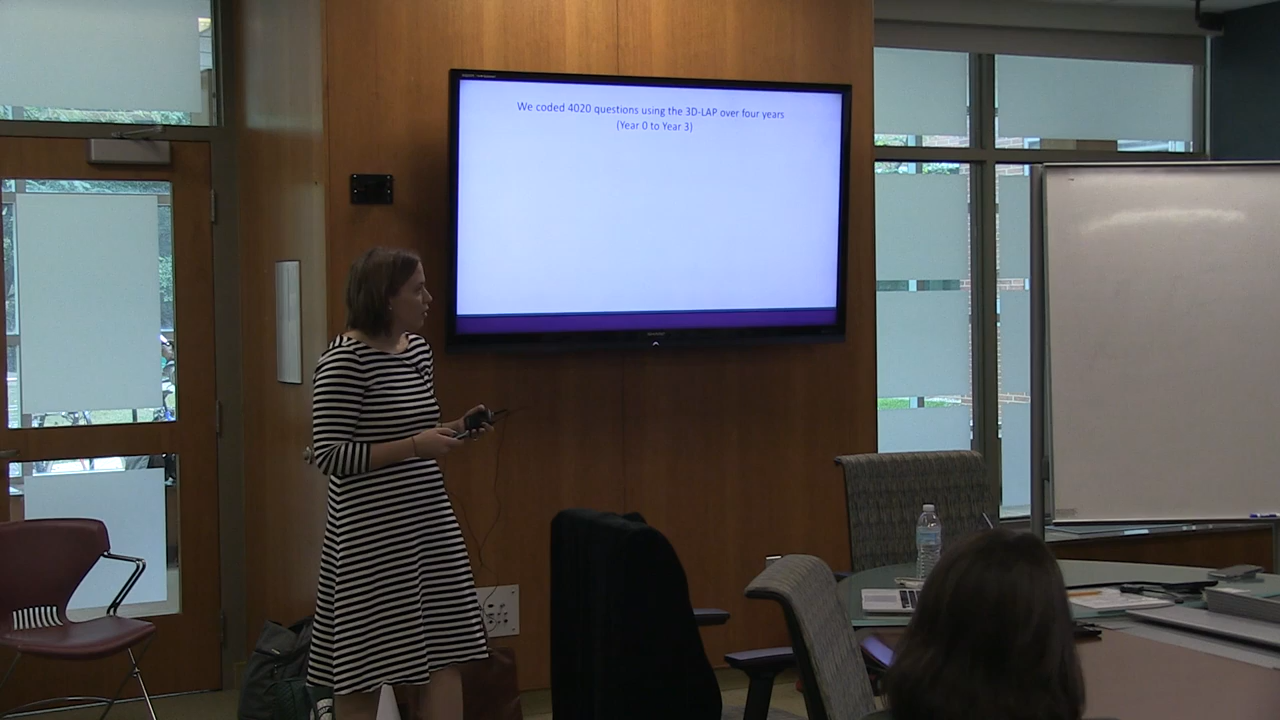 We coded 4020 questions using the 3D-LAP over four years
(Year 0 to Year 3)